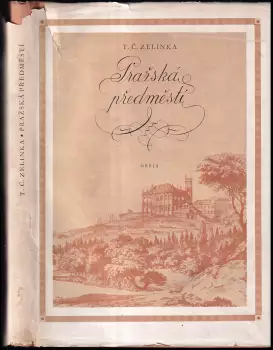 T. Č. ZELINKA • PRAŽSKÁ PŘEDMĚSTÍ
T. Č. ZELINKA
Pražská
předměstí
ORBIS